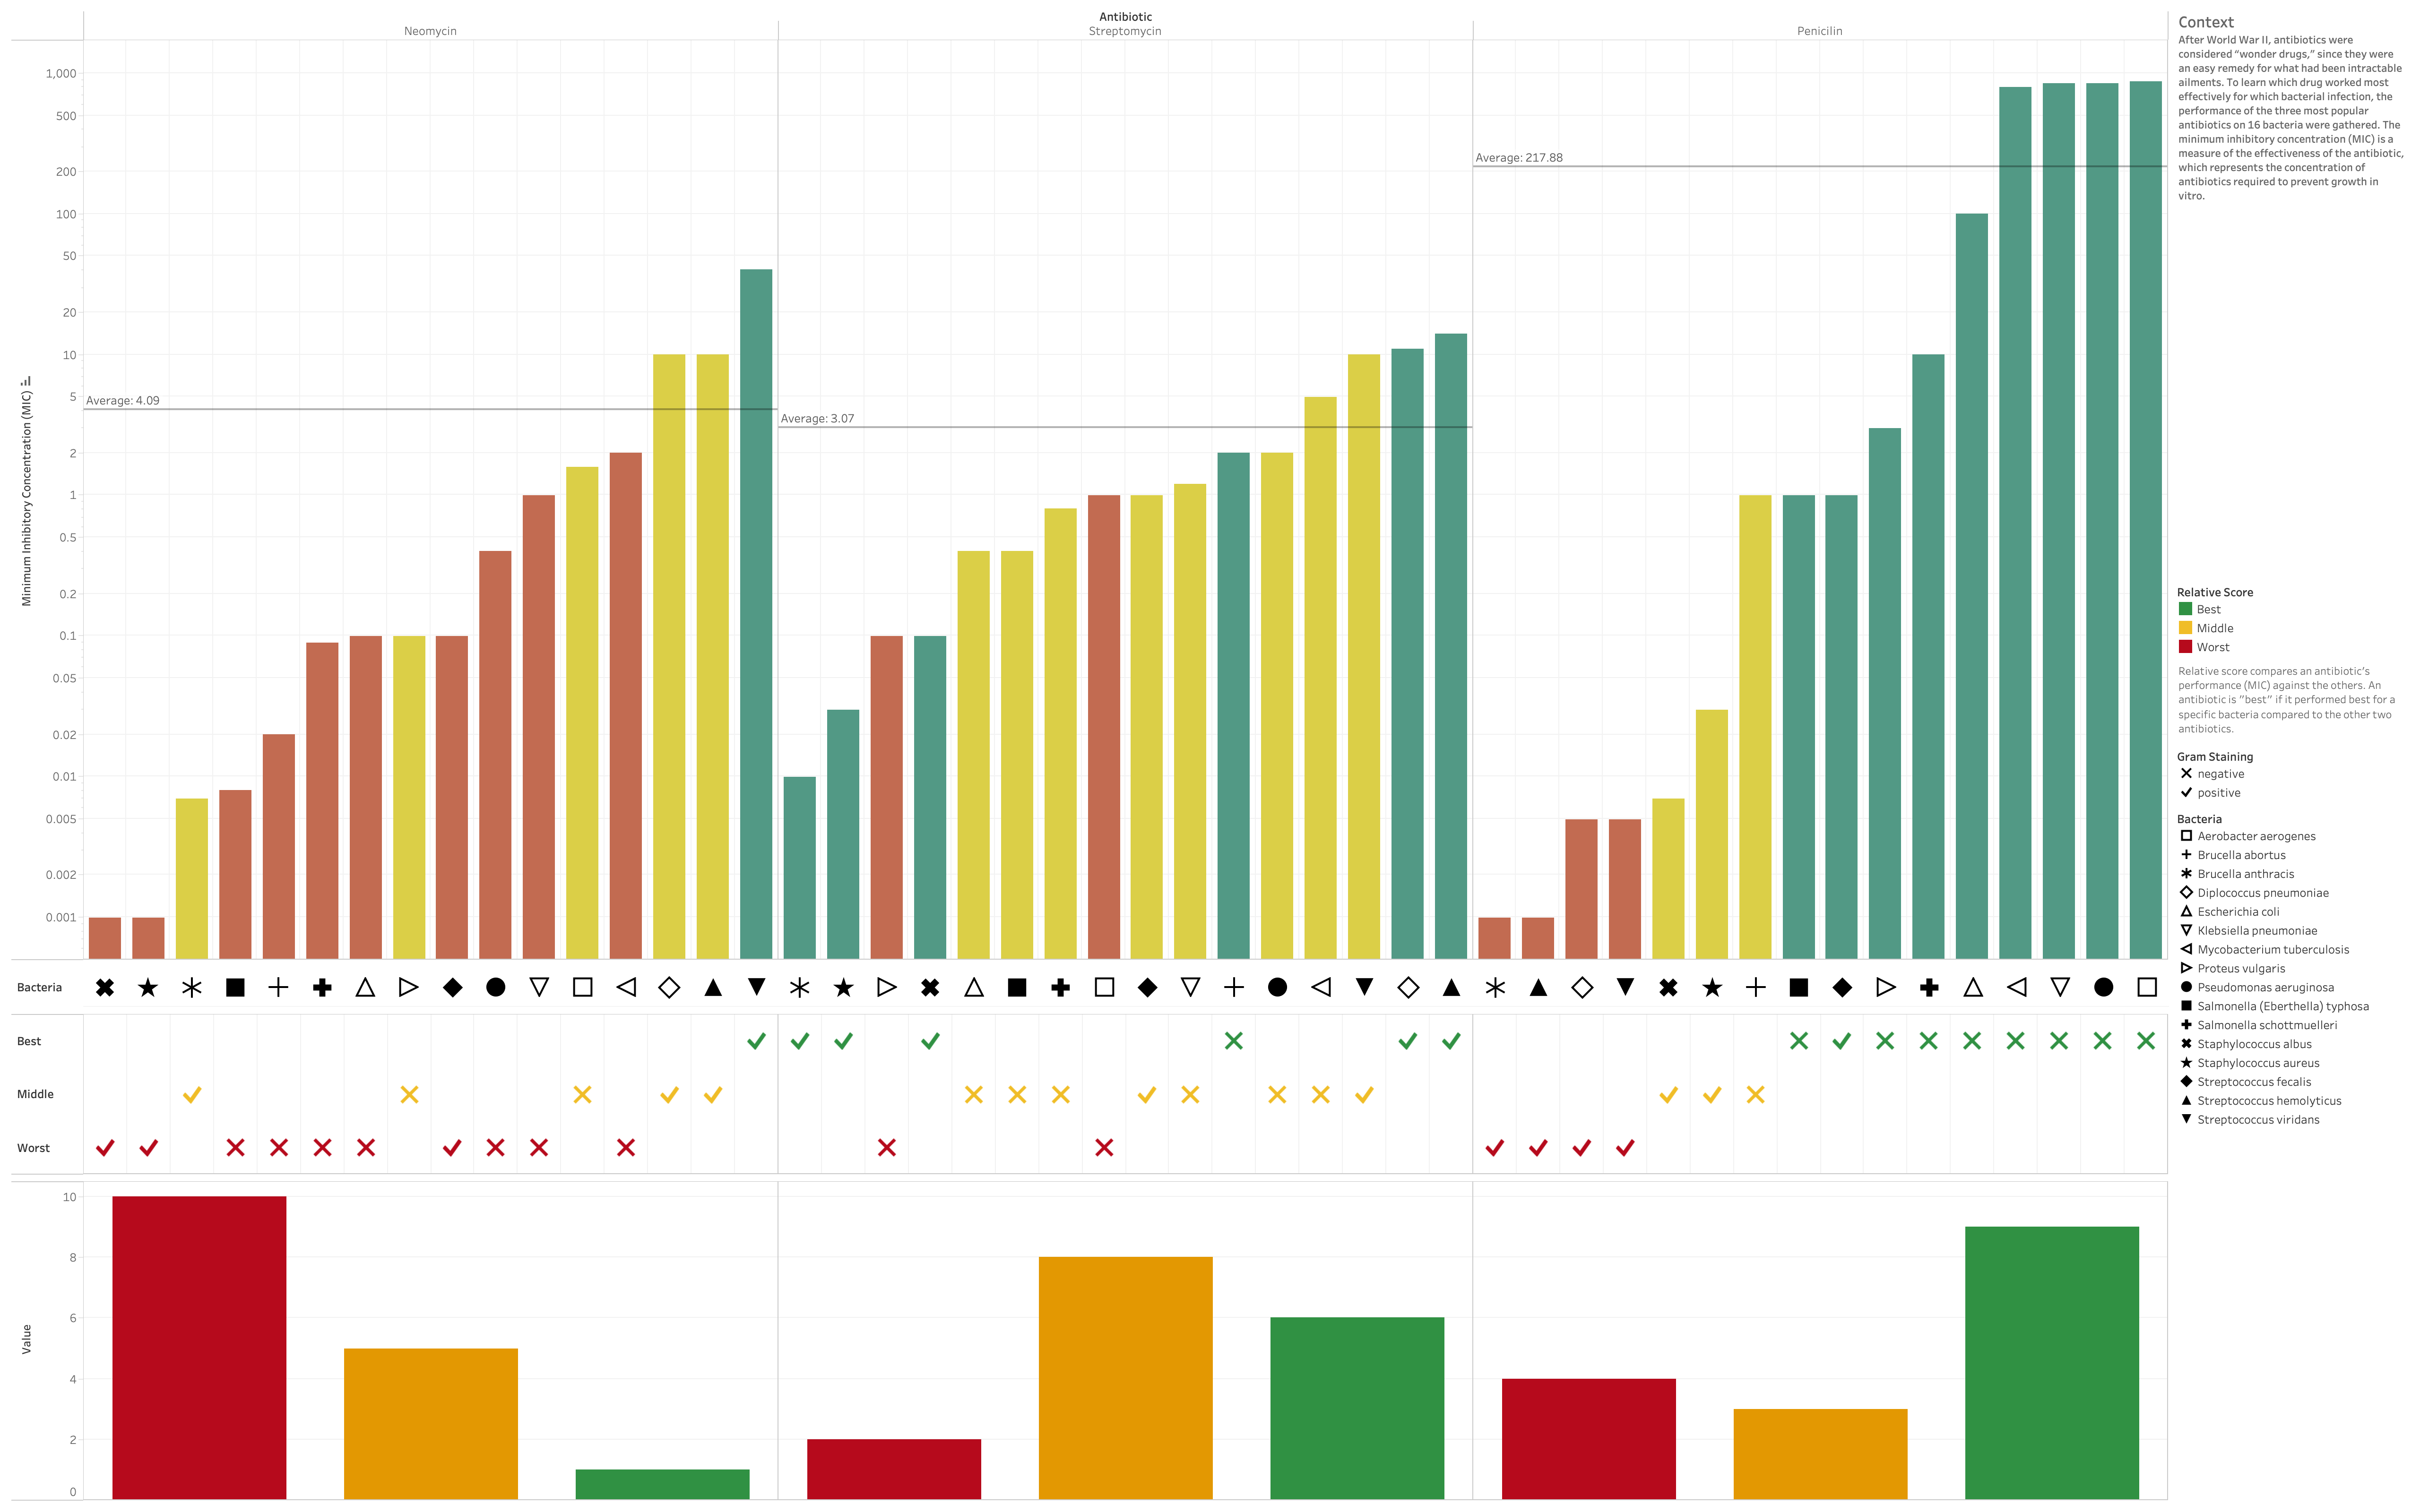 Antibiotic
Neomycin
Streptomycin
Penicilin
Minimum Inhibitory Concentration (MIC)
1,000
500
200
100
50
20
10
5
2
1
0.5
0.2
0.1
0.05
0.02
0.01
0.005
0.002
0.001
Average: 4.09
Average: 3.07
Average: 217.88
Bacteria
Best
Middle
Worst
Value
10
8
6
4
2
0
Context
After World War II, antibiotics were
considered “wonder drugs,” since they were
an easy remedy for what had been intractable
ailments. To learn which drug worked most
effectively for which bacterial infection, the
performance of the three most popular
antibiotics on 16 bacteria were gathered. The
minimum inhibitory concentration (MIC) is a
measure of the effectiveness of the antibiotic,
which represents the concentration of
antibiotics required to prevent growth in
vitro.
Relative Score
Best
Middle
Worst
Relative score compares an antibiotic's
performance (MIC) against the others. An
antibiotic is “best” if it performed best for a
specific bacteria compared to the other two
antibiotics.
Gram Staining
negative
positive
Bacteria
Aerobacter aerogenes
Brucella abortus
Brucella anthracis
Diplococcus pneumoniae
Escherichia coli
Klebsiella pneumoniae
Mycobacterium tuberculosis
Proteus vulgaris
Pseudomonas aeruginosa
Salmonella (Eberthella) typhosa
Salmonella schottmuelleri
Staphylococcus albus
Staphylococcus aureus
Streptococcus fecalis
Streptococcus hemolyticus
Streptococcus viridans